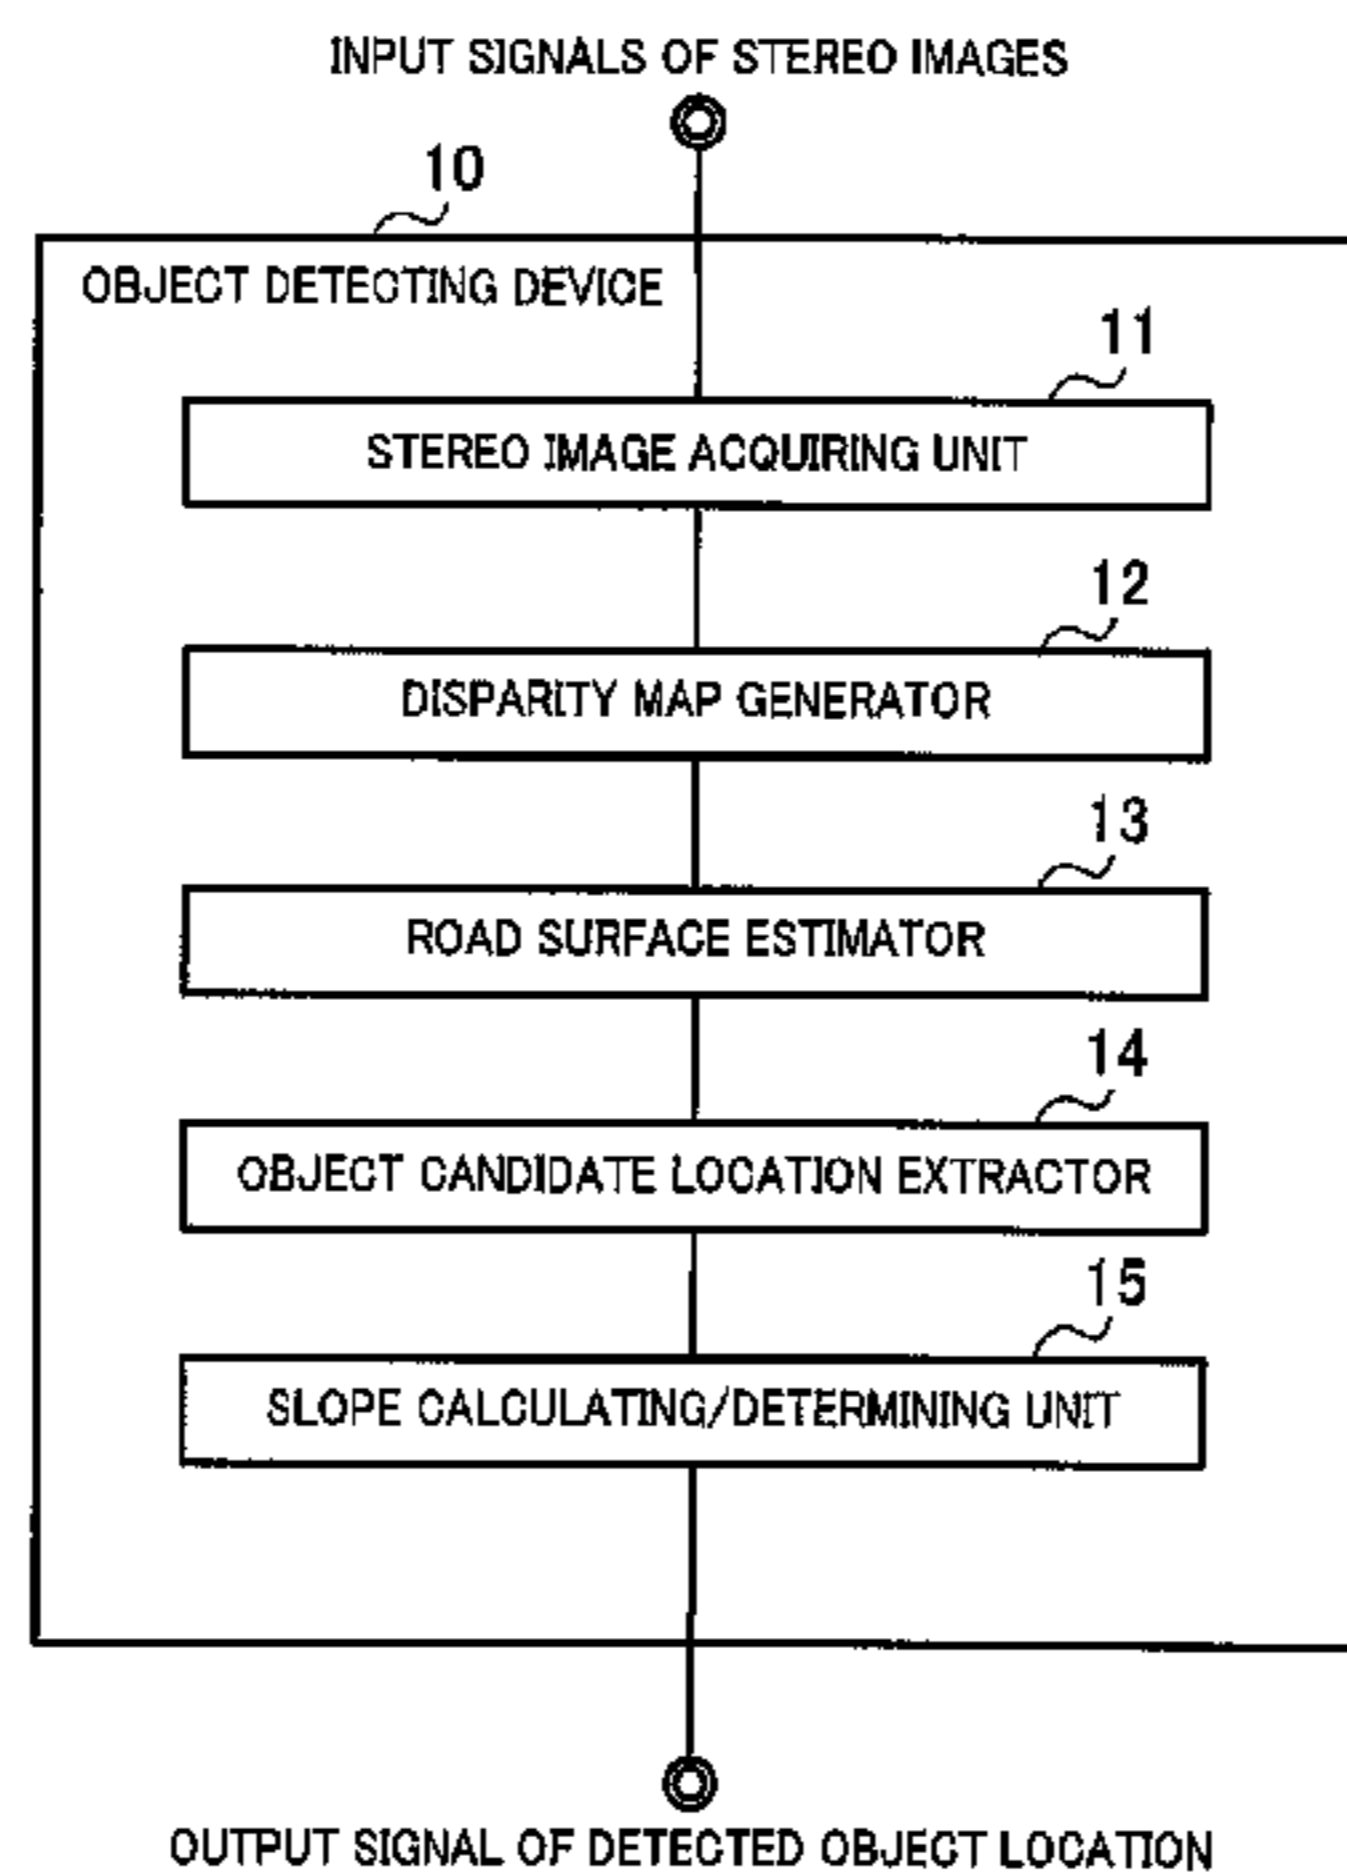 INPUT SIGNALS OF STEREO IMAGES
10
OBJECT DETECTING DEVICE
11
STEREO IMAGE ACQUIRING UNIT
12
DISPARITY MAP GENERATOR
13
ROAD SURFACE ESTIMATOR
14
OBJECT CANDIDATE LOCATION EXTRACTOR
15
SLOPE CALCULATING/DETERMINING UNIT
OUTPUT SIGNAL OF DETECTED OBJECT LOCATION